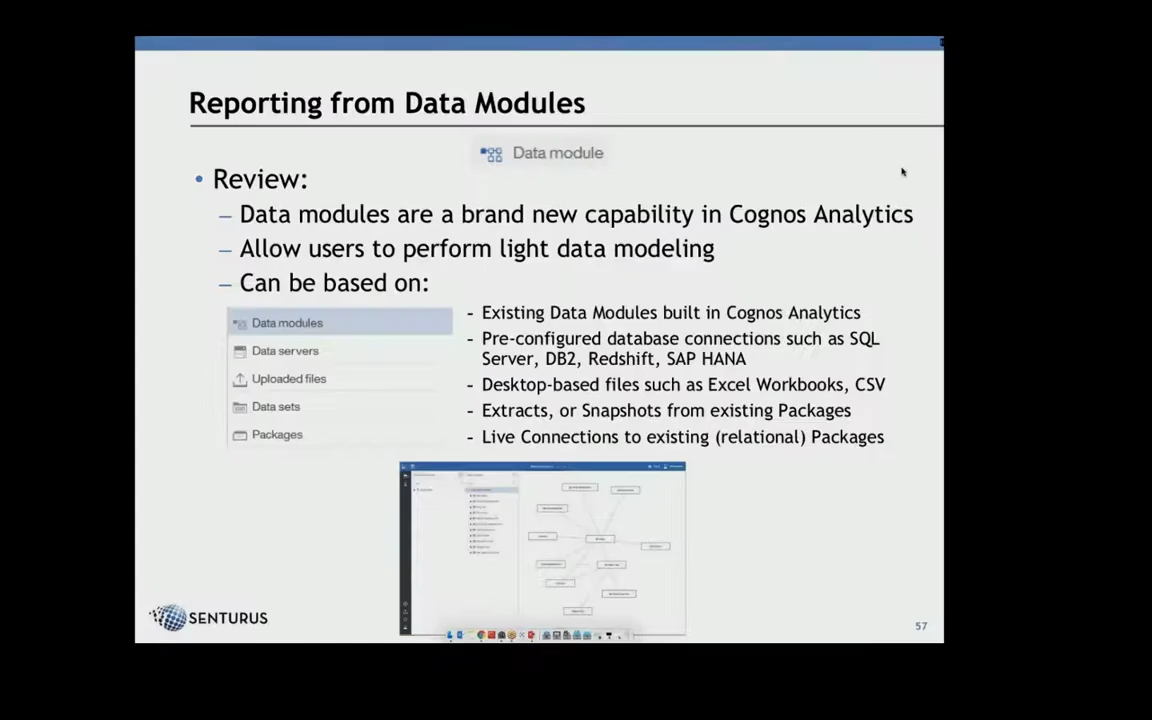 Reporting from Data Modules
Data module
• Review:
– Data modules are a brand new capability in Cognos Analytics
– Allow users to perform light data modeling
– Can be based on:
Data modules
Data servers
Uploaded files
Data sets
Packages
- Existing Data Modules built in Cognos Analytics
- Pre-configured database connections such as SQL
Server, DB2, Redshift, SAP HANA
- Desktop-based files such as Excel Workbooks, CSV
- Extracts, or Snapshots from existing Packages
- Live Connections to existing (relational) Packages
SENTURUS
57